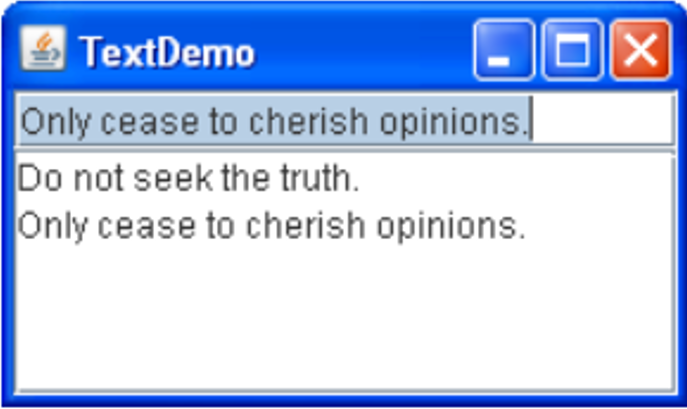 TextDemo
Only cease to cherish opinions.
Do not seek the truth.
Only cease to cherish opinions.